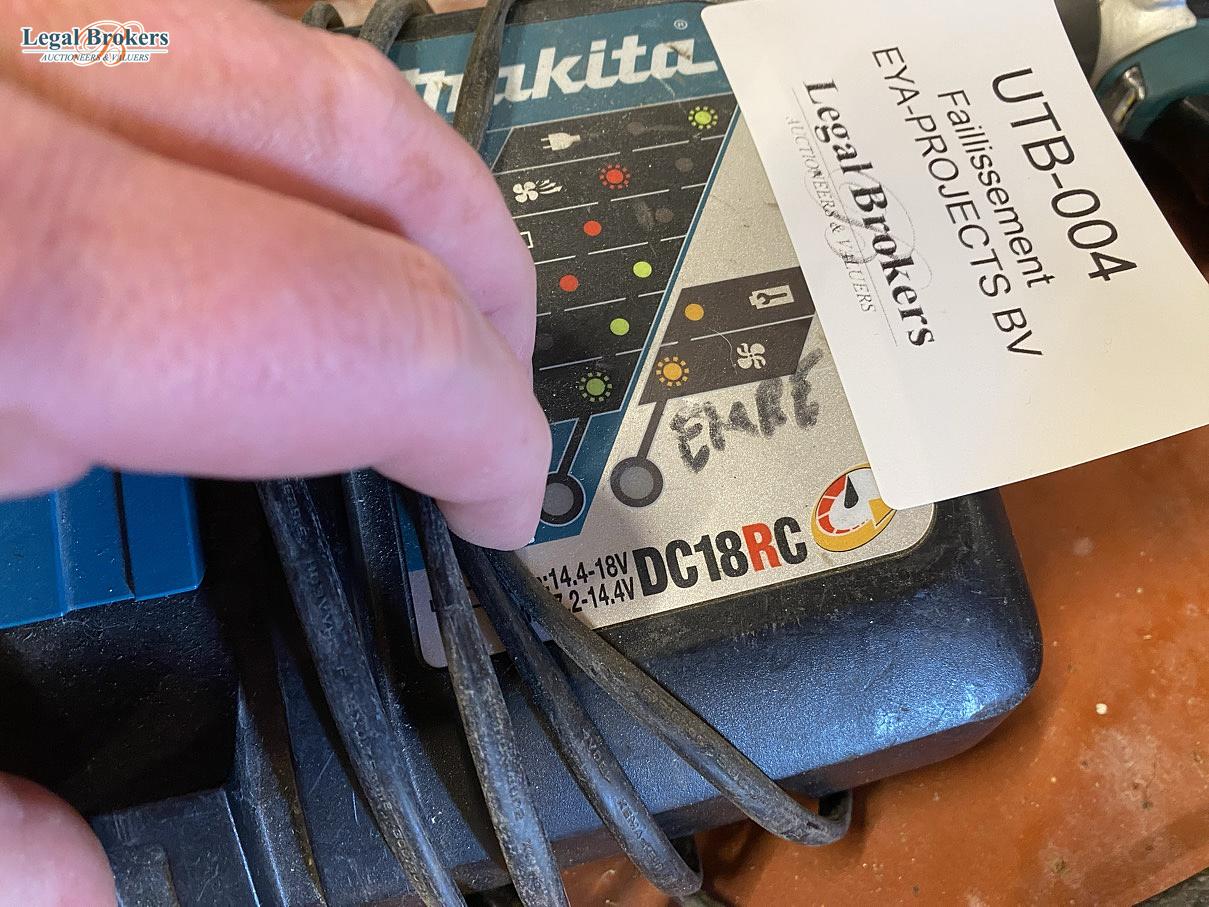 Legal Brokers
AUCTIONEERS & VALUERS
makita®
UTB-004
Faillissement
EYA-PROJECTS BV
Legal Brokers
AUCTIONEERS & VALUERS
EMRE
:14.4-18V
7.2-14.4V
DC18RC